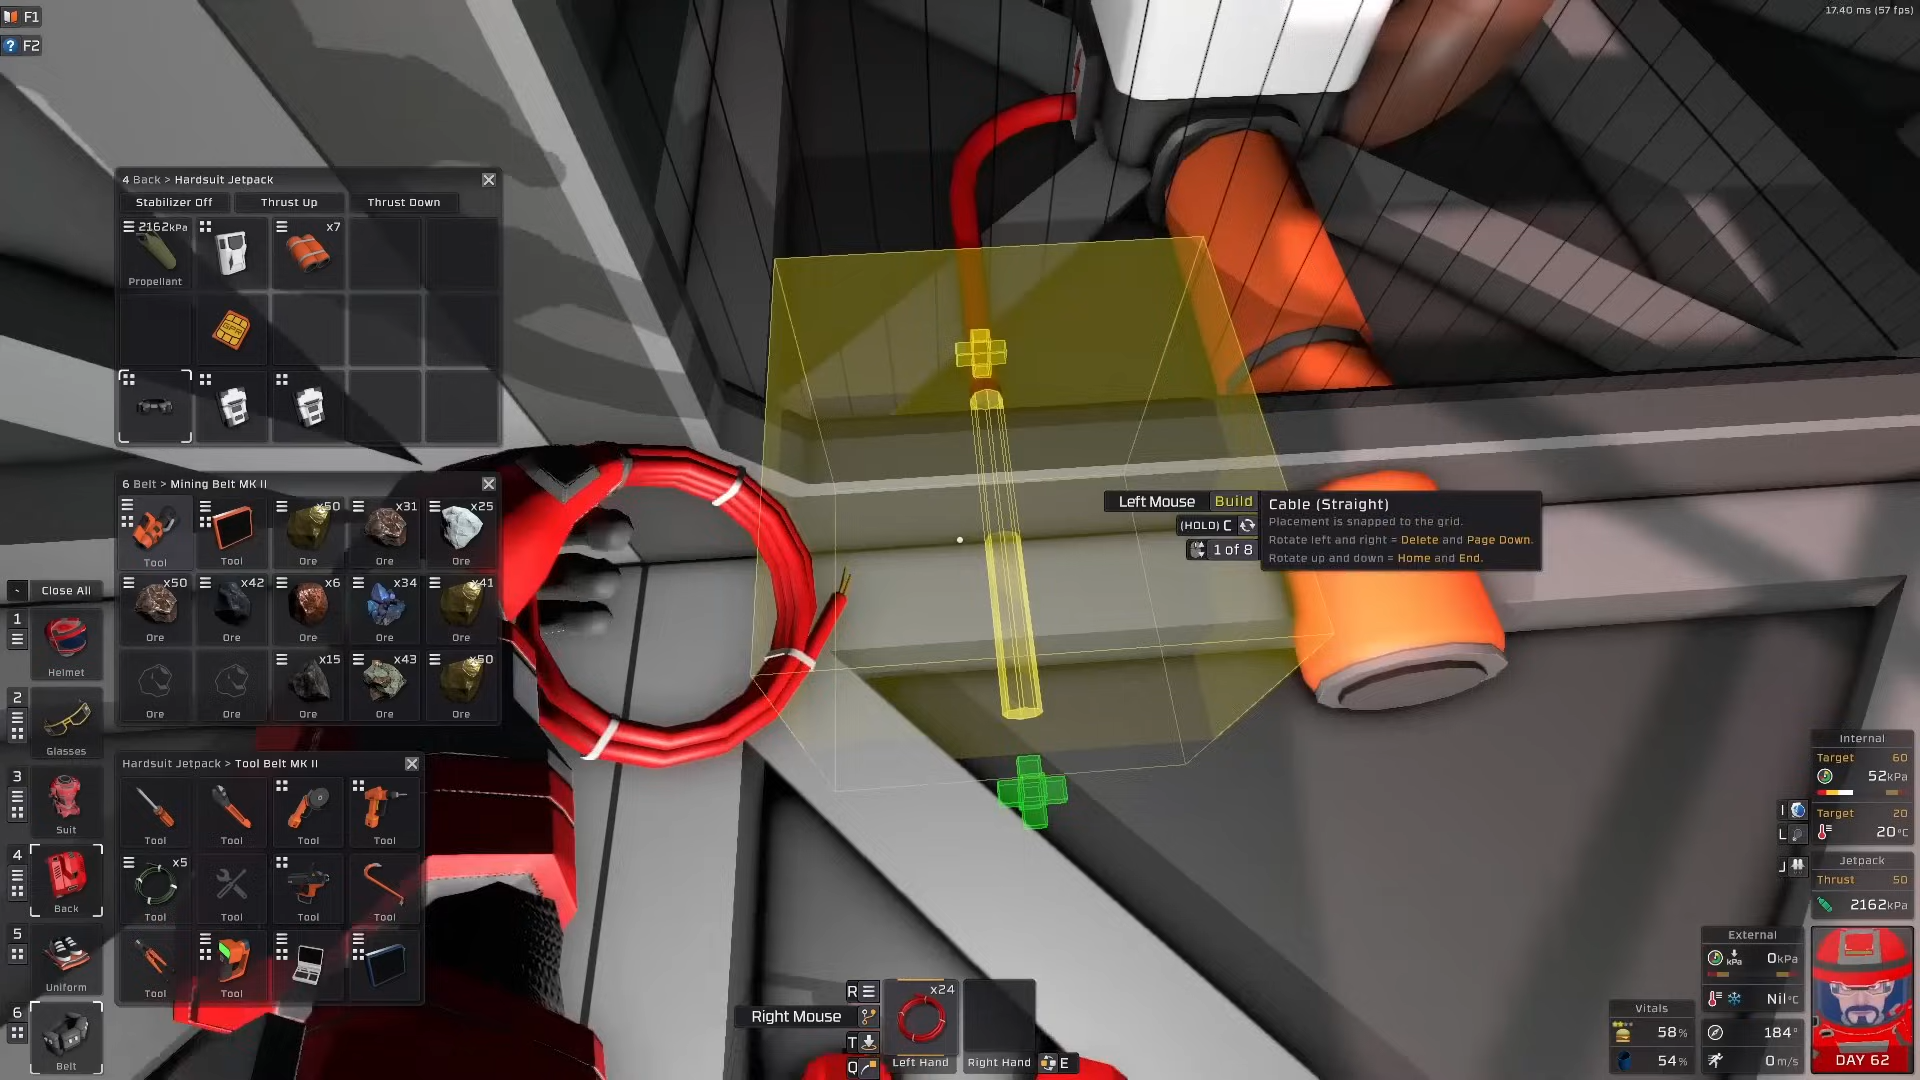 F1
F2
17.40 ms (57 fps)
4 Back > Hardsuit Jetpack
Stabilizer Off
Thrust Up
Thrust Down
2162kPa
x7
Propellant
6 Belt > Mining Belt MK II
x50
x31
x25
Tool
Tool
Ore
Ore
Ore
x50
x42
x6
x34
x41
Ore
Ore
Ore
Ore
Ore
x15
x43
x50
Ore
Ore
Ore
Ore
Ore
Hardsuit Jetpack > Tool Belt MK II
Tool
Tool
Tool
Tool
x5
Tool
Tool
Tool
Tool
Tool
Tool
Tool
Tool
~ Close All
1
Helmet
2
Glasses
3
Suit
4
Back
5
Uniform
6
Belt
Left Mouse
Build
(HOLD) C
1 of 8
Cable (Straight)
Placement is snapped to the grid.
Rotate left and right = Delete and Page Down.
Rotate up and down = Home and End.
R
Right Mouse
T
Q
x24
Left Hand
Right Hand
E
Internal
Target 60
52kPa
Target 20
20°C
I
L
J
Jetpack
Thrust 50
2162kPa
External
kPa
0kPa
Nil°C
184°
0m/s
Vitals
58%
54%
DAY 62